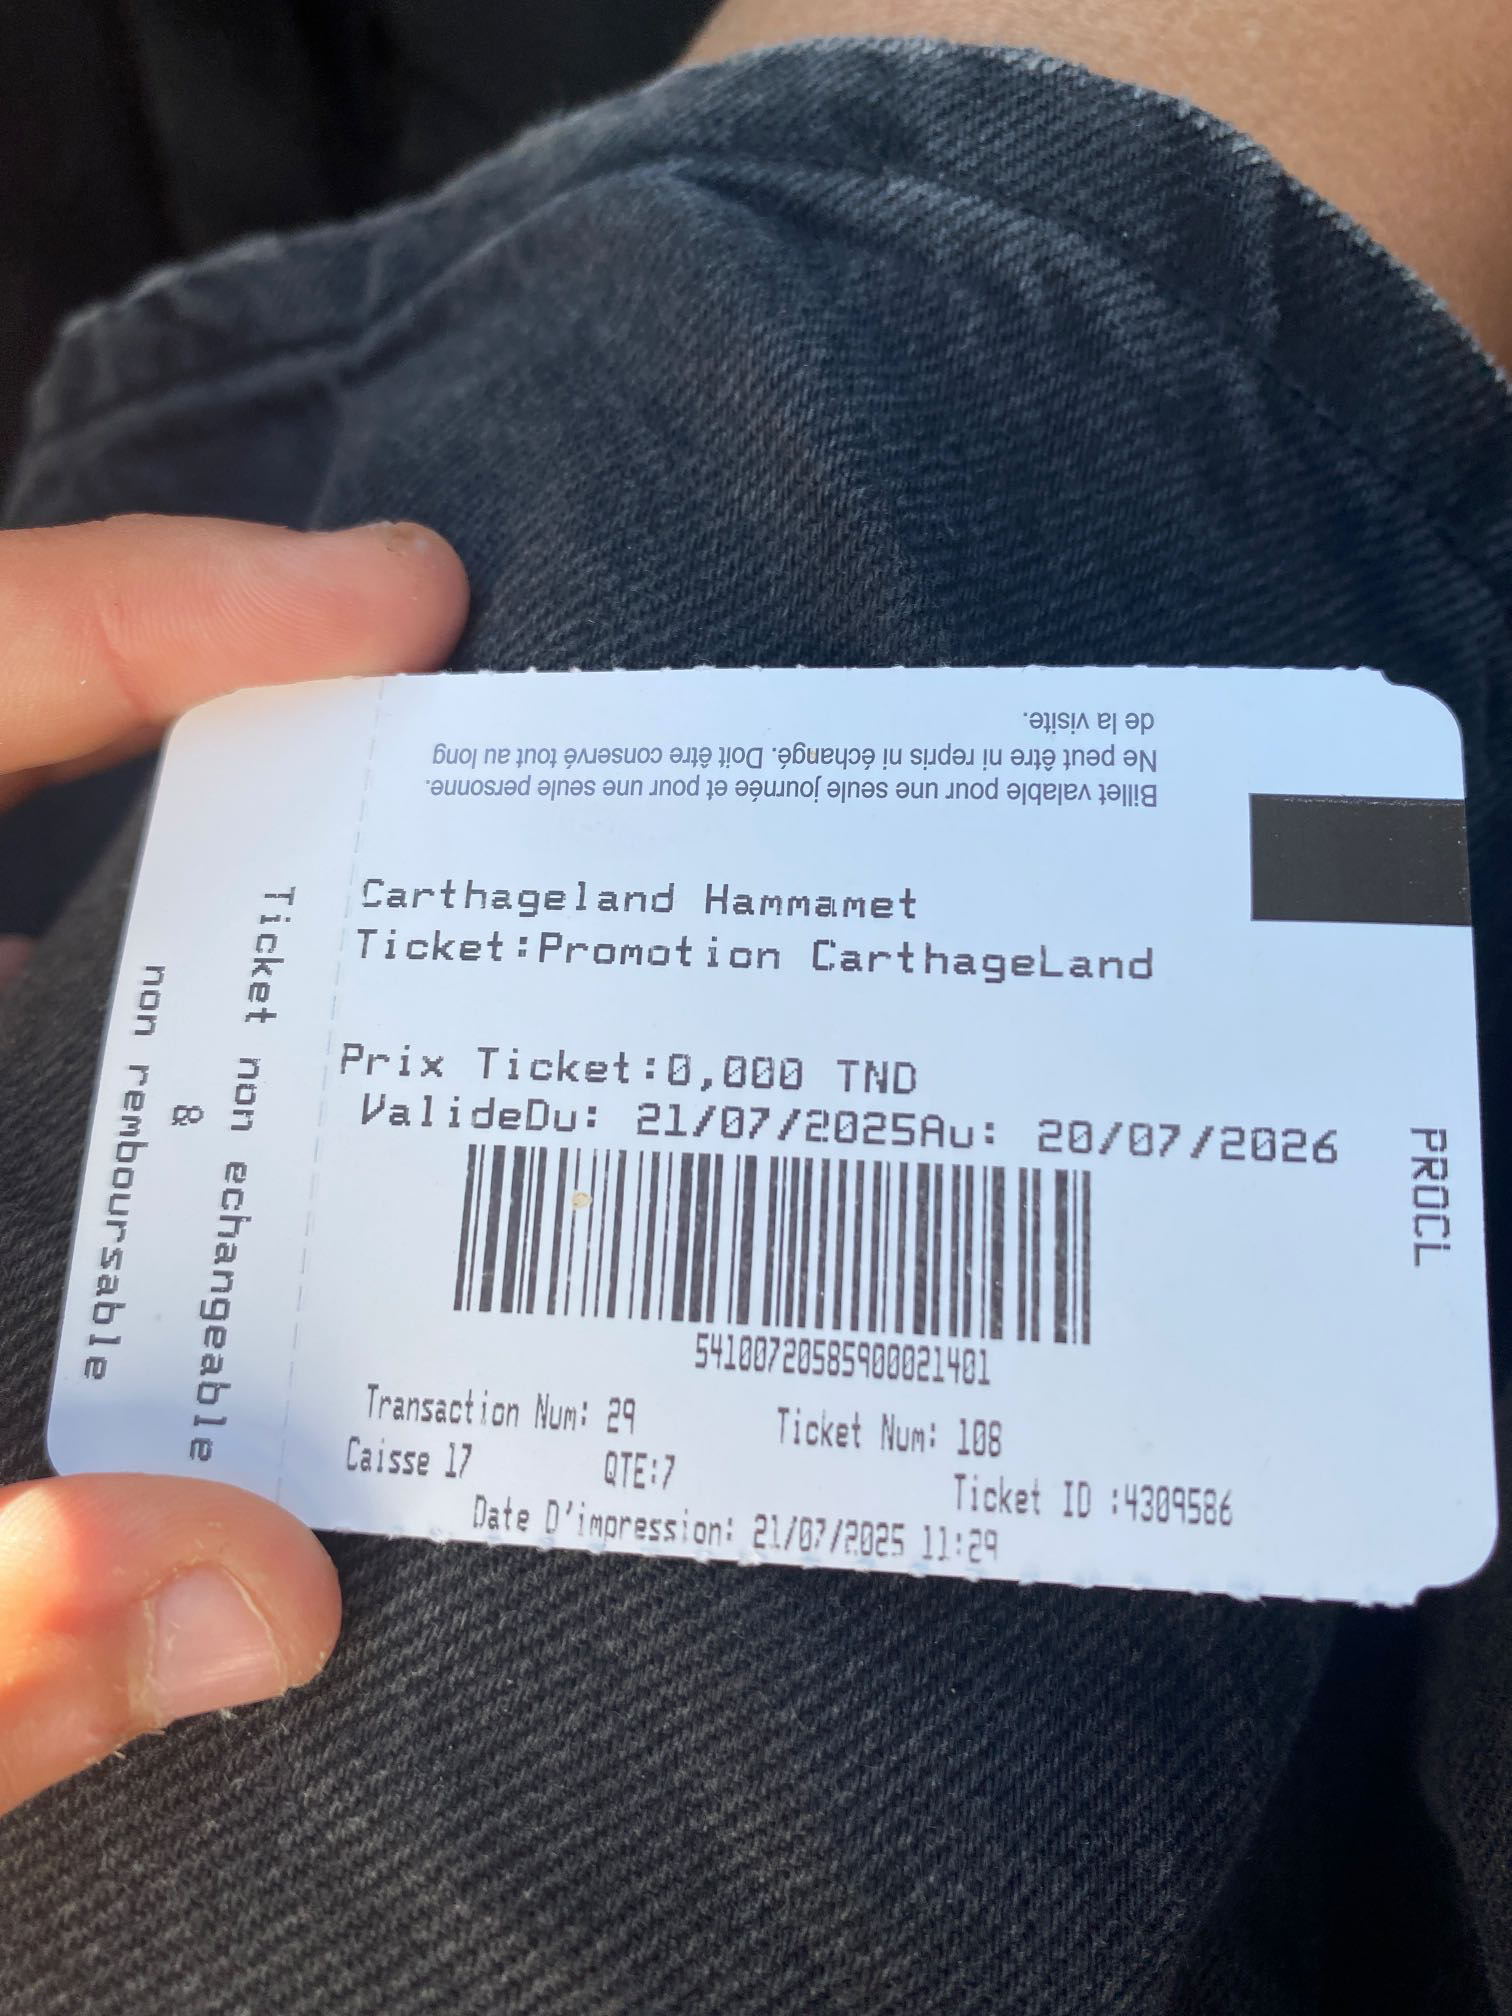 Billet valable pour une seule journée et pour une seule personne.
Ne peut être ni repris ni échangé. Doit être conservé tout au long
de la visite.
Carthageland Hammamet
Ticket:Promotion CarthageLand
Prix Ticket:0,000 TND
ValideDu: 21/07/2025Au: 20/07/2026
54100720585900021401
Transaction Num: 29 Ticket Num: 108
Caisse 17 QTE:7 Ticket ID :4309586
Date D'impression: 21/07/2025 11:29
Ticket non echangeable
&
non remboursable
PROCL